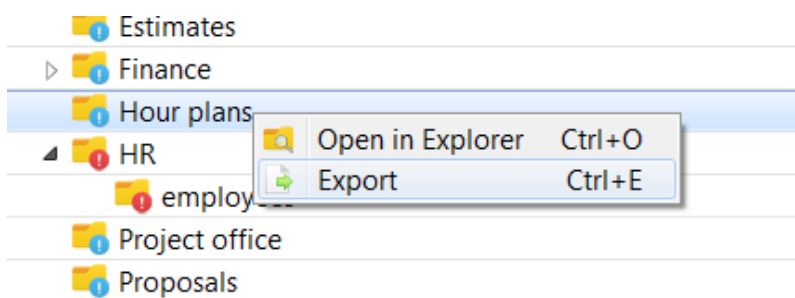 Estimates
Finance
Hour plans
Open in Explorer Ctrl+O
HR
Export Ctrl+E
Project office
Proposals